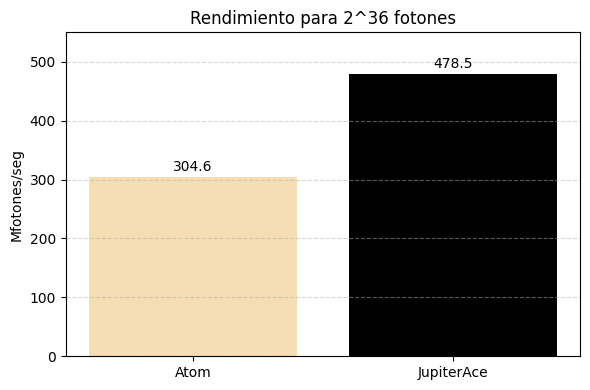 Rendimiento para 2^36 fotones
Mfotones/seg
500
400
300
200
100
0
304.6
478.5
Atom
JupiterAce